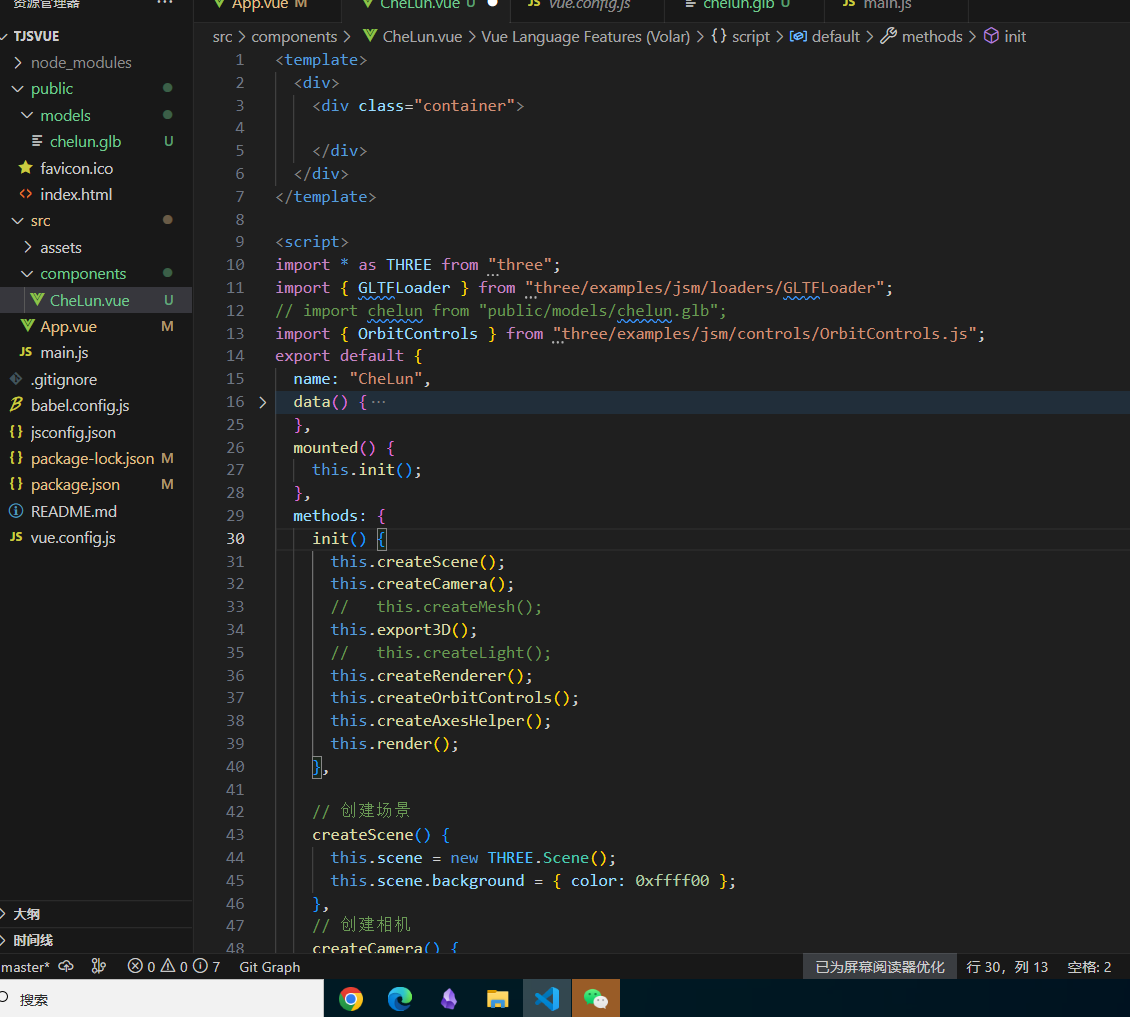 资源管理器 ···
App.vue M
CheLun.vue U
JS vue.config.js
chelun.glb U
JS main.js
TJSVUE
node_modules
public
models
chelun.glb U
favicon.ico
index.html
src
assets
components
CheLun.vue U
App.vue M
JS main.js
.gitignore
babel.config.js
jsconfig.json
package-lock.json M
package.json M
README.md
JS vue.config.js
大纲
时间线
src > components > CheLun.vue > Vue Language Features (Volar) > {} script > default > methods > init
1 <template>
2 <div>
3 <div class="container">
4
5 </div>
6 </div>
7 </template>
8
9 <script>
10 import * as THREE from "three";
11 import { GLTFLoader } from "three/examples/jsm/loaders/GLTFLoader";
12 // import chelun from "public/models/chelun.glb";
13 import { OrbitControls } from "three/examples/jsm/controls/OrbitControls.js";
14 export default {
15 name: "CheLun",
16 > data() { ···
25 },
26 mounted() {
27 this.init();
28 },
29 methods: {
30 init() {
31 this.createScene();
32 this.createCamera();
33 // this.createMesh();
34 this.export3D();
35 // this.createLight();
36 this.createRenderer();
37 this.createOrbitControls();
38 this.createAxesHelper();
39 this.render();
40 },
41
42 // 创建场景
43 createScene() {
44 this.scene = new THREE.Scene();
45 this.scene.background = { color: 0xffff00 };
46 },
47 // 创建相机
48 createCamera() {
master* 0 0 7 Git Graph 已为屏幕阅读器优化 行 30，列 13 空格: 2
搜索